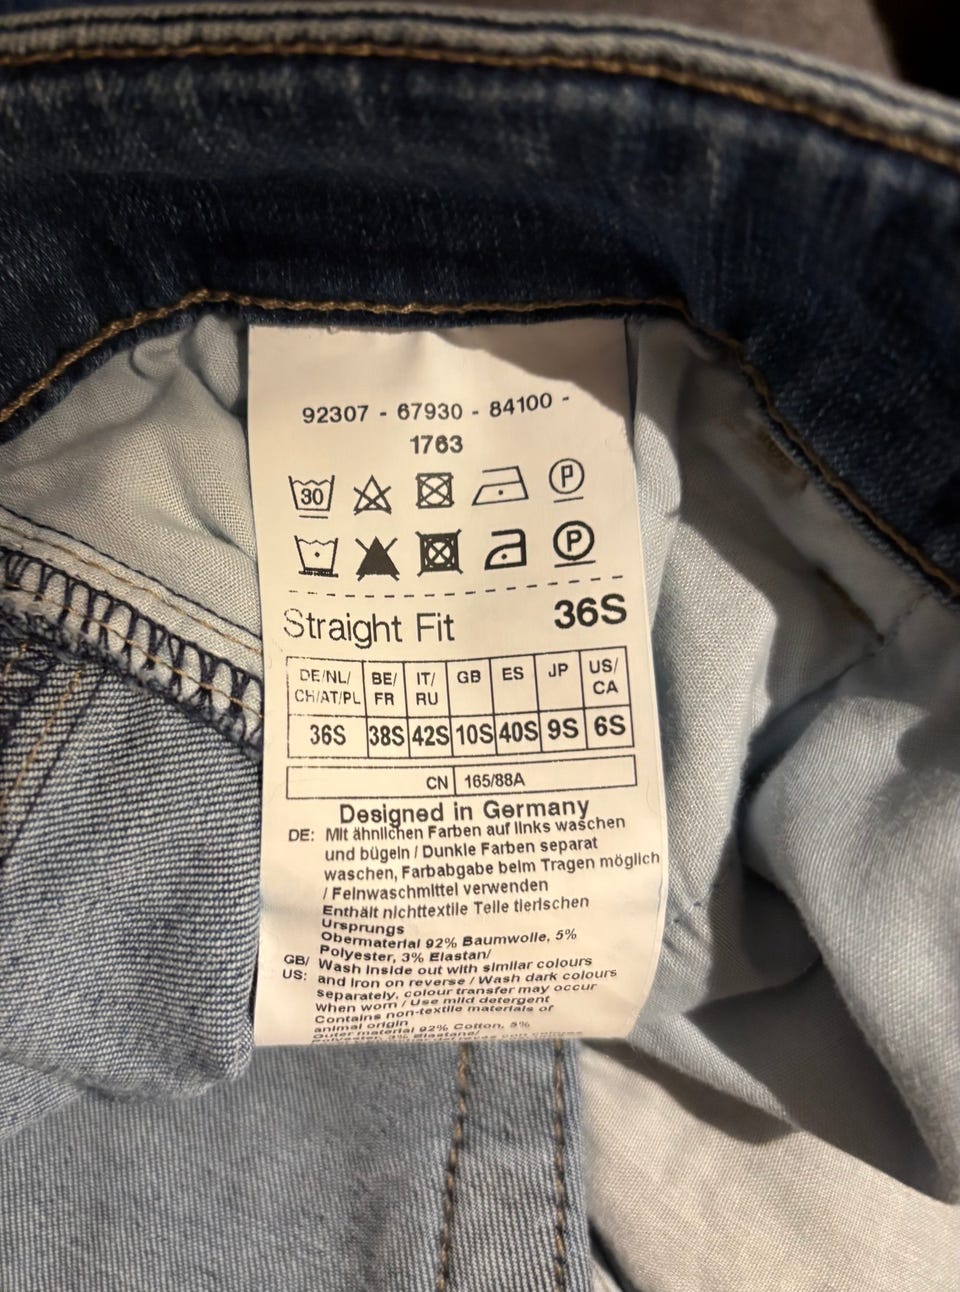 92307 - 67930 - 84100 -
1763
30 P
P
Straight Fit 36S
DE/NL/ CH/AT/PL BE/ FR IT/ RU GB ES JP US/ CA
36S 38S 42S 10S 40S 9S 6S
CN 165/88A
Designed in Germany
DE: Mit ähnlichen Farben auf links waschen
und bügeln / Dunkle Farben separat
waschen, Farbabgabe beim Tragen möglich
/ Feinwaschmittel verwenden
Enthält nichttextile Teile tierischen
Ursprungs
Obermaterial 92% Baumwolle, 5%
Polyester, 3% Elastan/
GB/ US: Wash inside out with similar colours
and iron on reverse / Wash dark colours
separately, colour transfer may occur
when worn / Use mild detergent
Contains non-textile materials of
animal origin
Outer material 92% Cotton, 5%
Polyester, 3% Elastane/